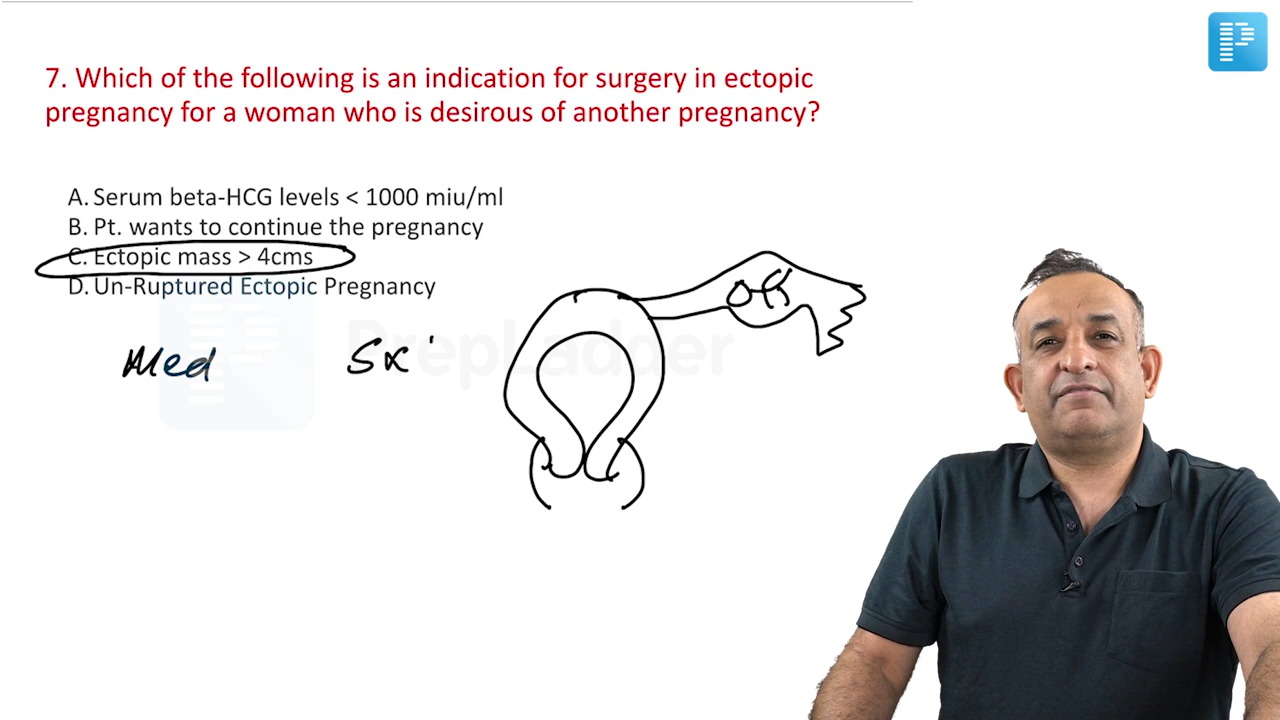 7. Which of the following is an indication for surgery in ectopic
pregnancy for a woman who is desirous of another pregnancy?
A. Serum beta-HCG levels < 1000 miu/ml
B. Pt. wants to continue the pregnancy
C. Ectopic mass > 4cms
D. Un-Ruptured Ectopic Pregnancy
Med Sx
PrepLadder